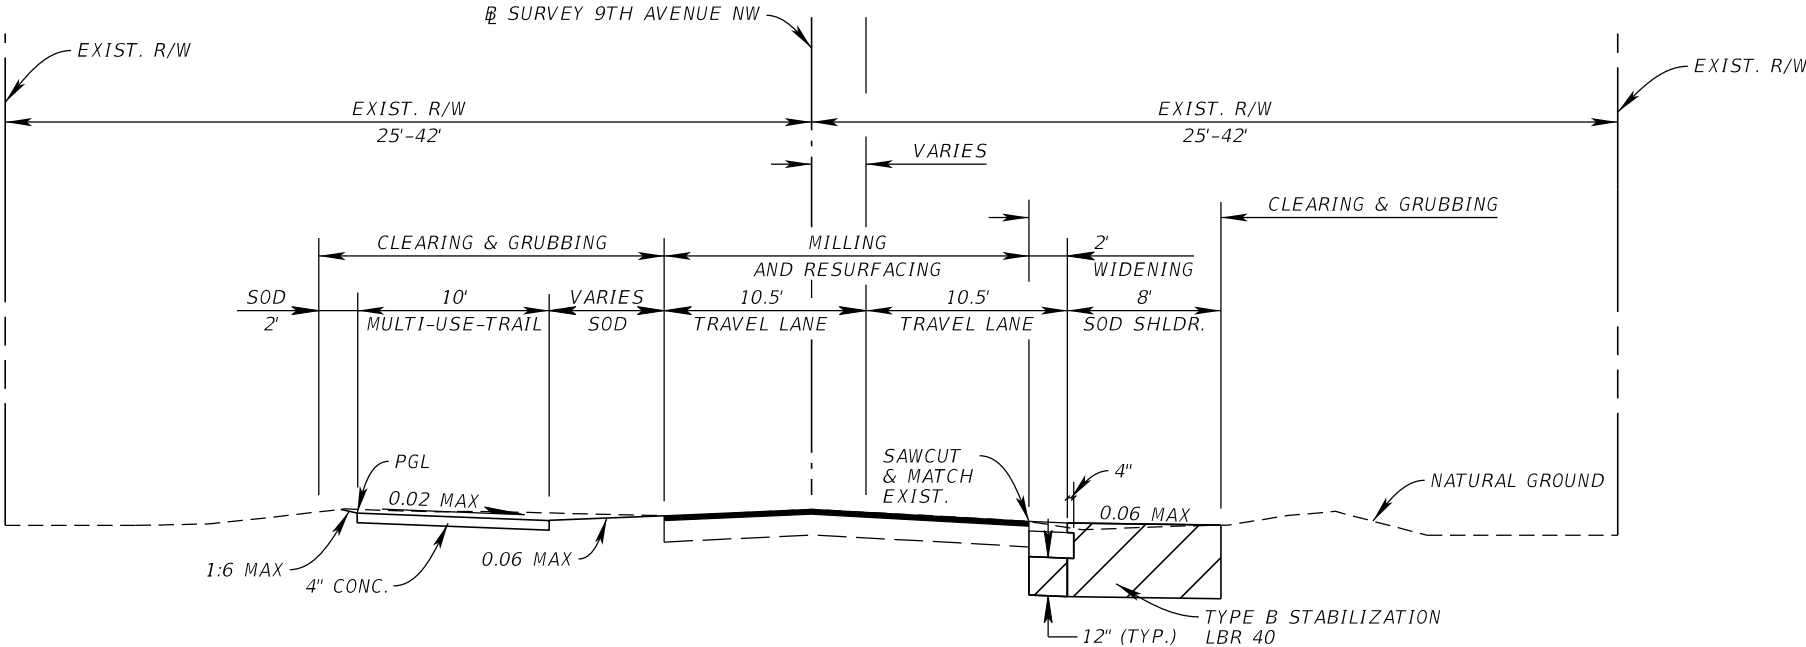 BL SURVEY 9TH AVENUE NW
EXIST. R/W
EXIST. R/W
EXIST. R/W
25'-42'
EXIST. R/W
25'-42'
VARIES
CLEARING & GRUBBING
CLEARING & GRUBBING
MILLING
AND RESURFACING
2'
WIDENING
SOD
2'
10'
MULTI-USE-TRAIL
VARIES
SOD
10.5'
TRAVEL LANE
10.5'
TRAVEL LANE
8'
SOD SHLDR.
PGL
0.02 MAX
SAWCUT
& MATCH
EXIST.
4"
NATURAL GROUND
0.06 MAX
1:6 MAX
4" CONC.
0.06 MAX
TYPE B STABILIZATION
LBR 40
12" (TYP.)